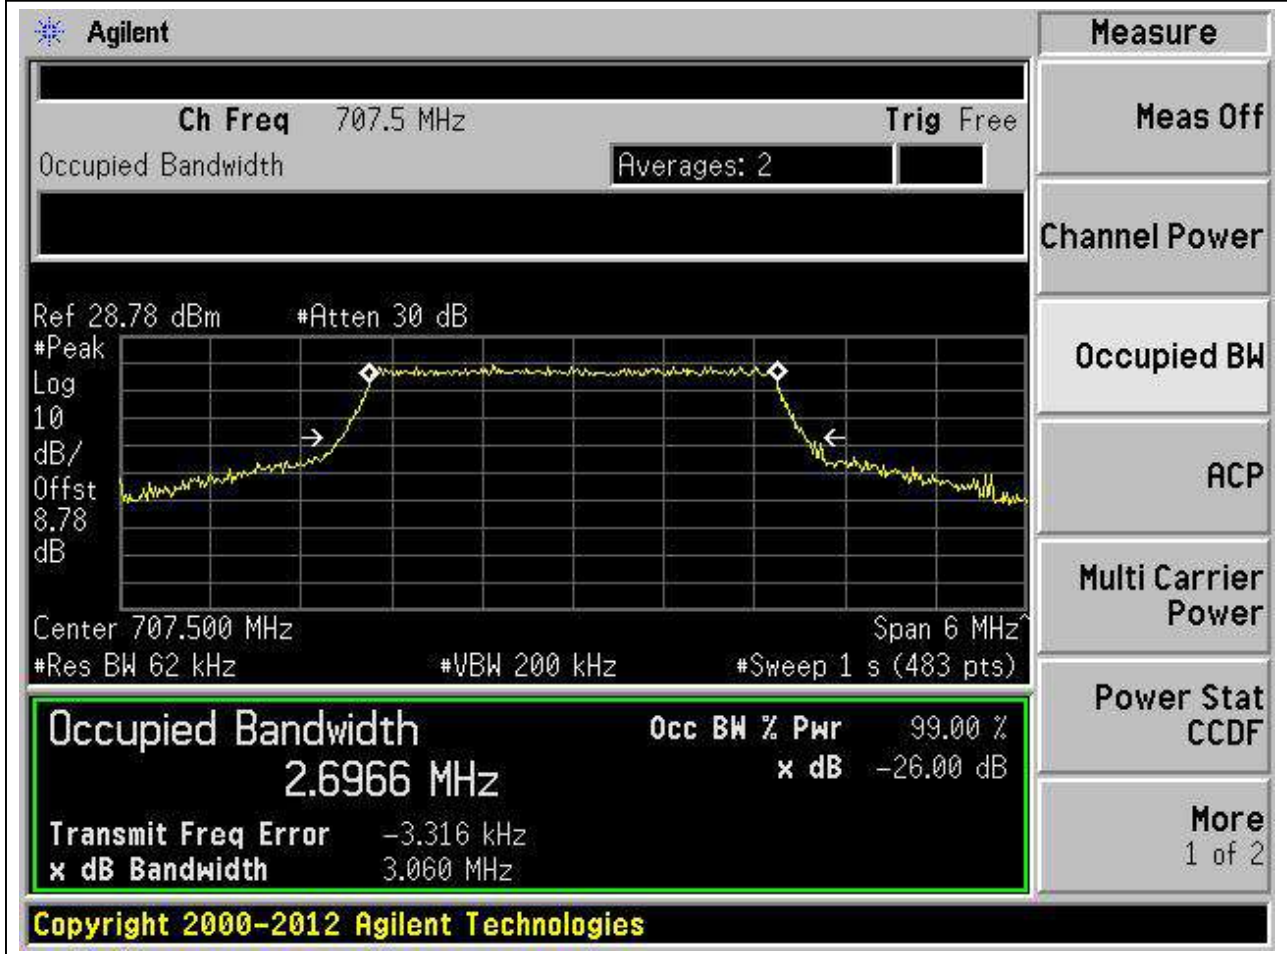 Agilent
Measure
Ch Freq 707.5 MHz Trig Free
Occupied Bandwidth Averages: 2
Ref 28.78 dBm #Atten 30 dB
#Peak
Log
10
dB/
Offst
8.78
dB
Center 707.500 MHz Span 6 MHz^
#Res BW 62 kHz #VBW 200 kHz #Sweep 1 s (483 pts)
Occupied Bandwidth
2.6966 MHz
Occ BW % Pwr 99.00 %
x dB -26.00 dB
Transmit Freq Error -3.316 kHz
x dB Bandwidth 3.060 MHz
Meas Off
Channel Power
Occupied BW
ACP
Multi Carrier
Power
Power Stat
CCDF
More
1 of 2
Copyright 2000-2012 Agilent Technologies